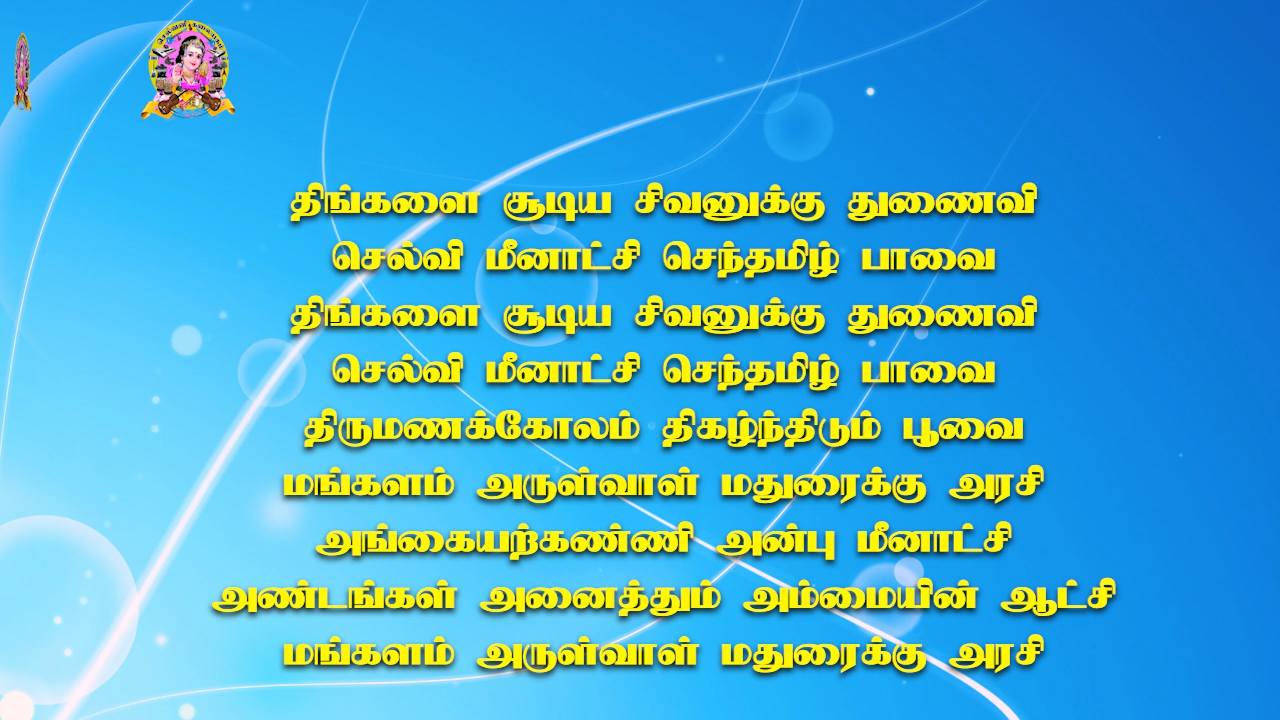 திங்களை சூடிய சிவனுக்கு துணைவி
செல்வி மீனாட்சி செந்தமிழ் பாவை
திங்களை சூடிய சிவனுக்கு துணைவி
செல்வி மீனாட்சி செந்தமிழ் பாவை
திருமணக்கோலம் திகழ்ந்திடும் பூவை
மங்களம் அருள்வாள் மதுரைக்கு அரசி
அங்கையற்கண்ணி அன்பு மீனாட்சி
அண்டங்கள் அனைத்தும் அம்மையின் ஆட்சி
மங்களம் அருள்வாள் மதுரைக்கு அரசி